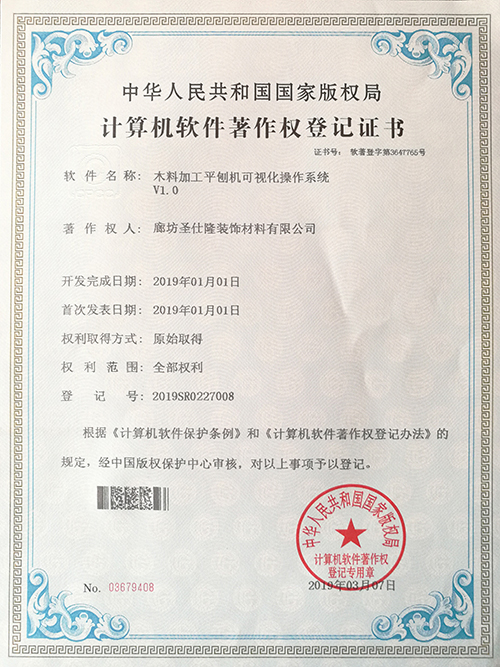 中华人民共和国国家版权局
计算机软件著作权登记证书
证书号： 软著登字第3647765号
软件名称： 木料加工平刨机可视化操作系统
V1.0
著作权人： 廊坊圣仕隆装饰材料有限公司
开发完成日期： 2019年01月01日
首次发表日期： 2019年01月01日
权利取得方式： 原始取得
权利范围： 全部权利
登记号： 2019SR0227008
根据《计算机软件保护条例》和《计算机软件著作权登记办法》的
规定，经中国版权保护中心审核，对以上事项予以登记。
中华人民共和国国家版权局
计算机软件著作权
登记专用章
No. 03679408
2019年03月07日